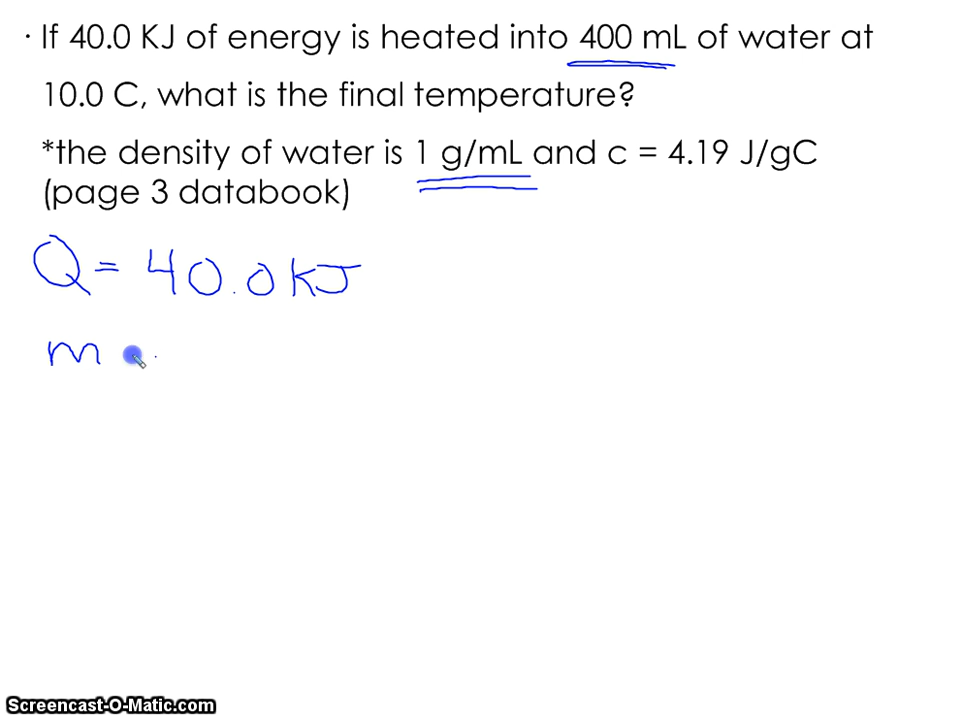 · If 40.0 KJ of energy is heated into 400 mL of water at
10.0 C, what is the final temperature?
*the density of water is 1 g/mL and c = 4.19 J/gC
(page 3 databook)
Q = 40.0 kJ
m
Screencast-O-Matic.com